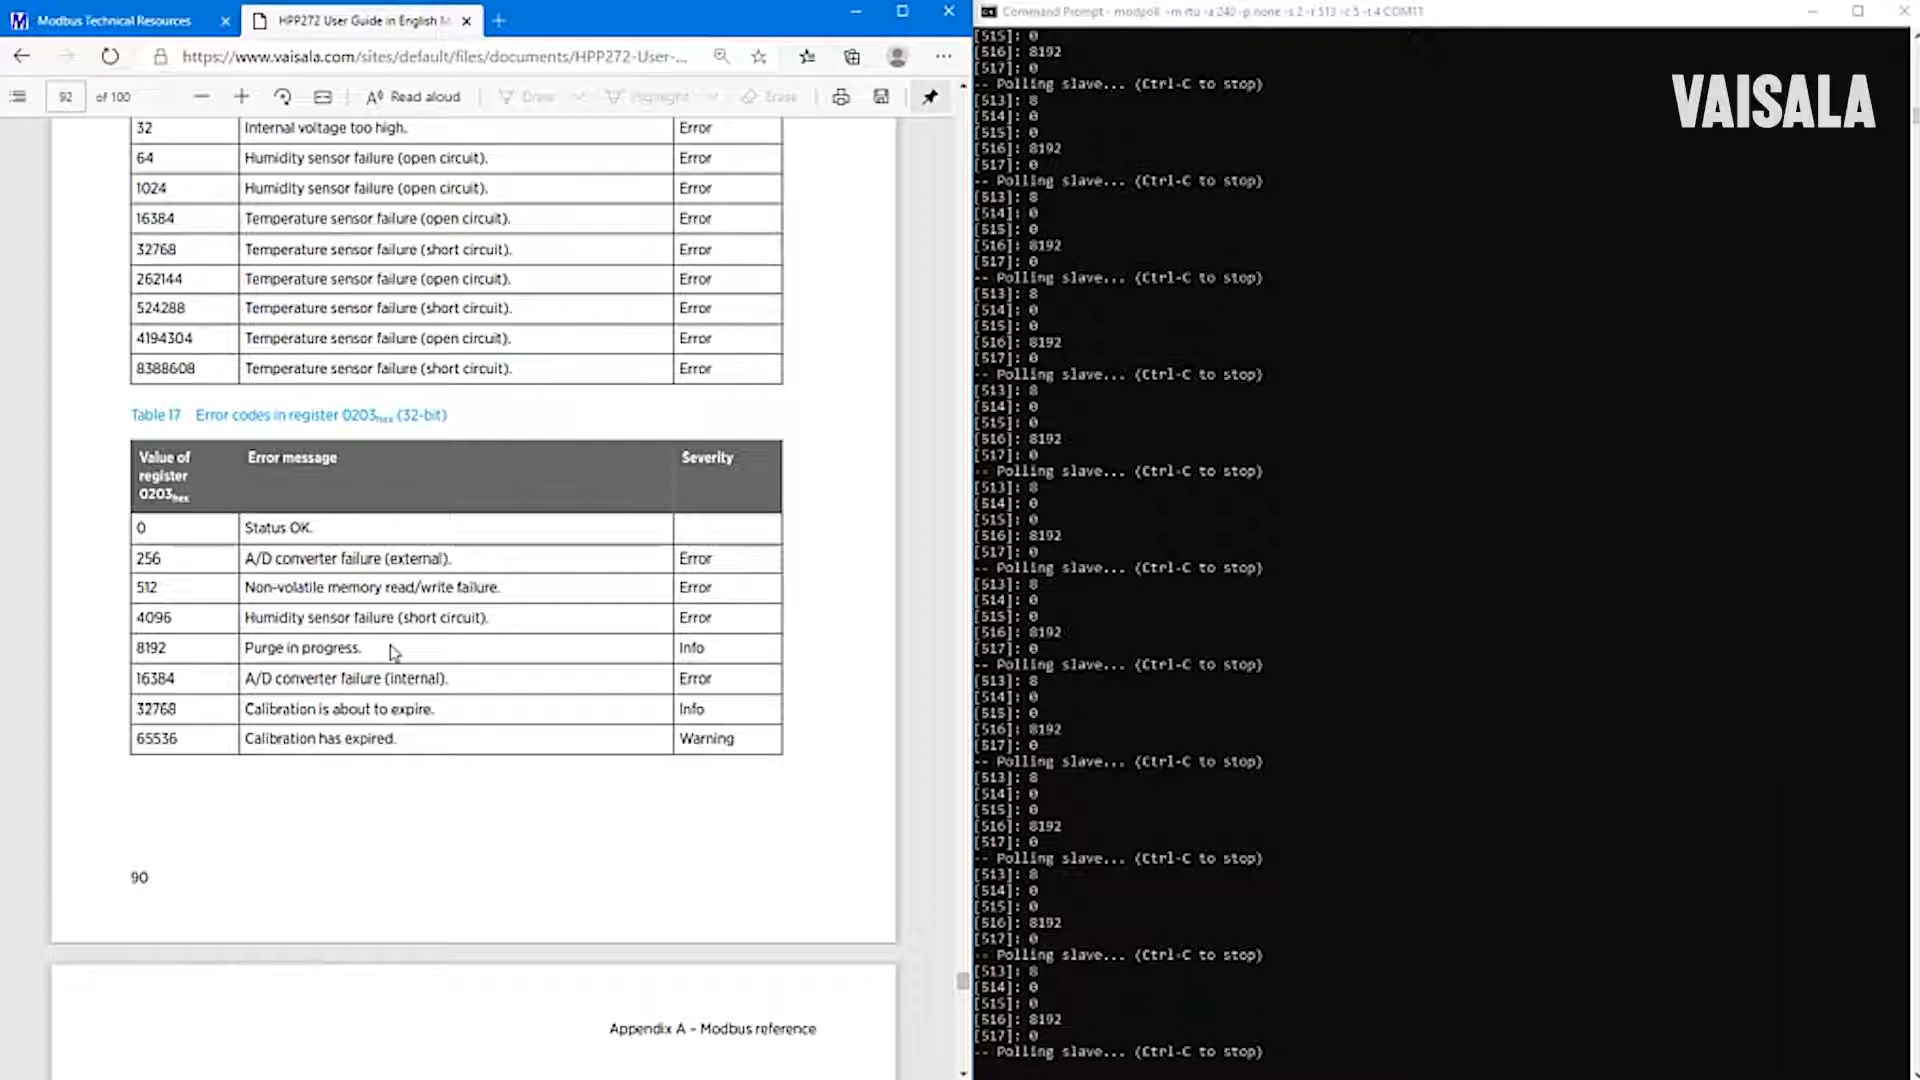 Modbus Technical Resources
HPP272 User Guide in English M
https://www.vaisala.com/sites/default/files/documents/HPP272-User-...
92 of 100
Read aloud
Draw
Highlight
Erase
32 Internal voltage too high. Error
64 Humidity sensor failure (open circuit). Error
1024 Humidity sensor failure (open circuit). Error
16384 Temperature sensor failure (open circuit). Error
32768 Temperature sensor failure (short circuit). Error
262144 Temperature sensor failure (open circuit). Error
524288 Temperature sensor failure (short circuit). Error
4194304 Temperature sensor failure (open circuit). Error
8388608 Temperature sensor failure (short circuit). Error
Table 17 Error codes in register 0203hex (32-bit)
Value of register 0203hex Error message Severity
0 Status OK.
256 A/D converter failure (external). Error
512 Non-volatile memory read/write failure. Error
4096 Humidity sensor failure (short circuit). Error
8192 Purge in progress. Info
16384 A/D converter failure (internal). Error
32768 Calibration is about to expire. Info
65536 Calibration has expired. Warning
90
Appendix A – Modbus reference
Command Prompt - modpoll -m rtu -a 240 -p none -s 2 -r 513 -c 5 -t 4 COM11
VAISALA
[515]: 0
[516]: 8192
[517]: 0
-- Polling slave... (Ctrl-C to stop)
[513]: 8
[514]: 0
[515]: 0
[516]: 8192
[517]: 0
-- Polling slave... (Ctrl-C to stop)
[513]: 8
[514]: 0
[515]: 0
[516]: 8192
[517]: 0
-- Polling slave... (Ctrl-C to stop)
[513]: 8
[514]: 0
[515]: 0
[516]: 8192
[517]: 0
-- Polling slave... (Ctrl-C to stop)
[513]: 8
[514]: 0
[515]: 0
[516]: 8192
[517]: 0
-- Polling slave... (Ctrl-C to stop)
[513]: 8
[514]: 0
[515]: 0
[516]: 8192
[517]: 0
-- Polling slave... (Ctrl-C to stop)
[513]: 8
[514]: 0
[515]: 0
[516]: 8192
[517]: 0
-- Polling slave... (Ctrl-C to stop)
[513]: 8
[514]: 0
[515]: 0
[516]: 8192
[517]: 0
-- Polling slave... (Ctrl-C to stop)
[513]: 8
[514]: 0
[515]: 0
[516]: 8192
[517]: 0
-- Polling slave... (Ctrl-C to stop)
[513]: 8
[514]: 0
[515]: 0
[516]: 8192
[517]: 0
-- Polling slave... (Ctrl-C to stop)
[513]: 8
[514]: 0
[515]: 0
[516]: 8192
[517]: 0
-- Polling slave... (Ctrl-C to stop)